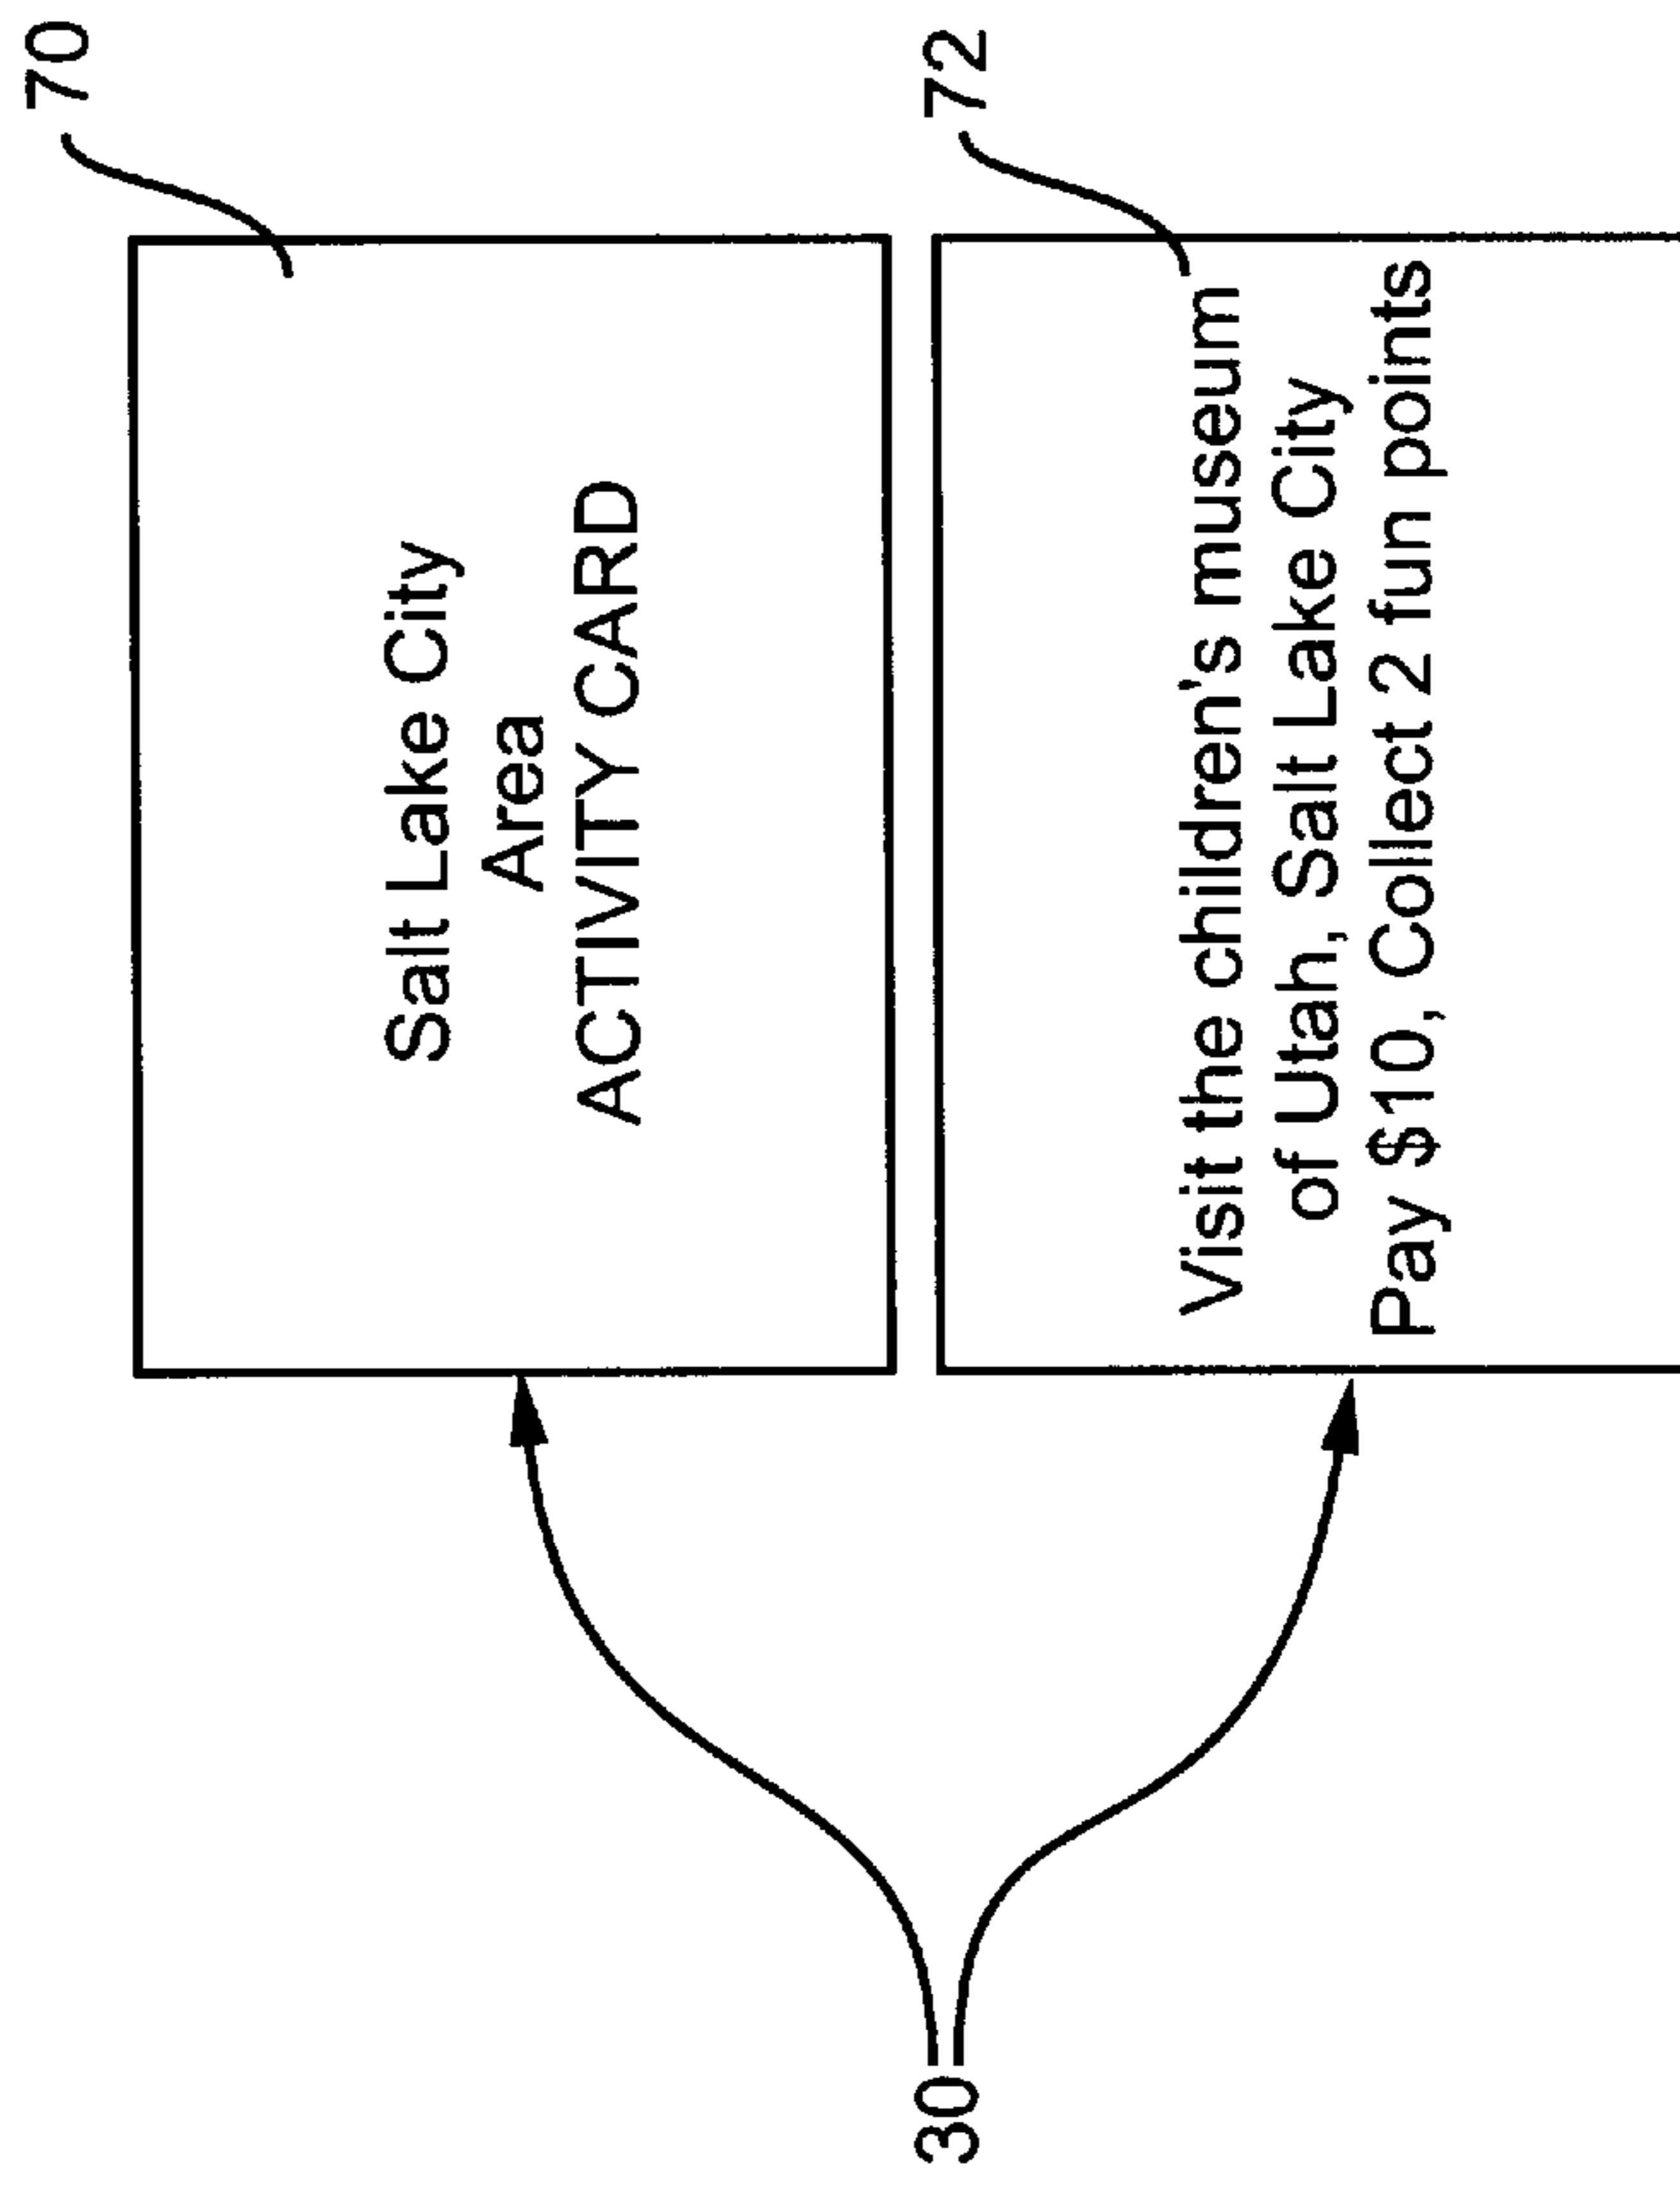 70
Salt Lake City
Area
ACTIVITY CARD
30
72
Visit the children's museum
of Utah, Salt Lake City
Pay $10, Collect 2 fun points